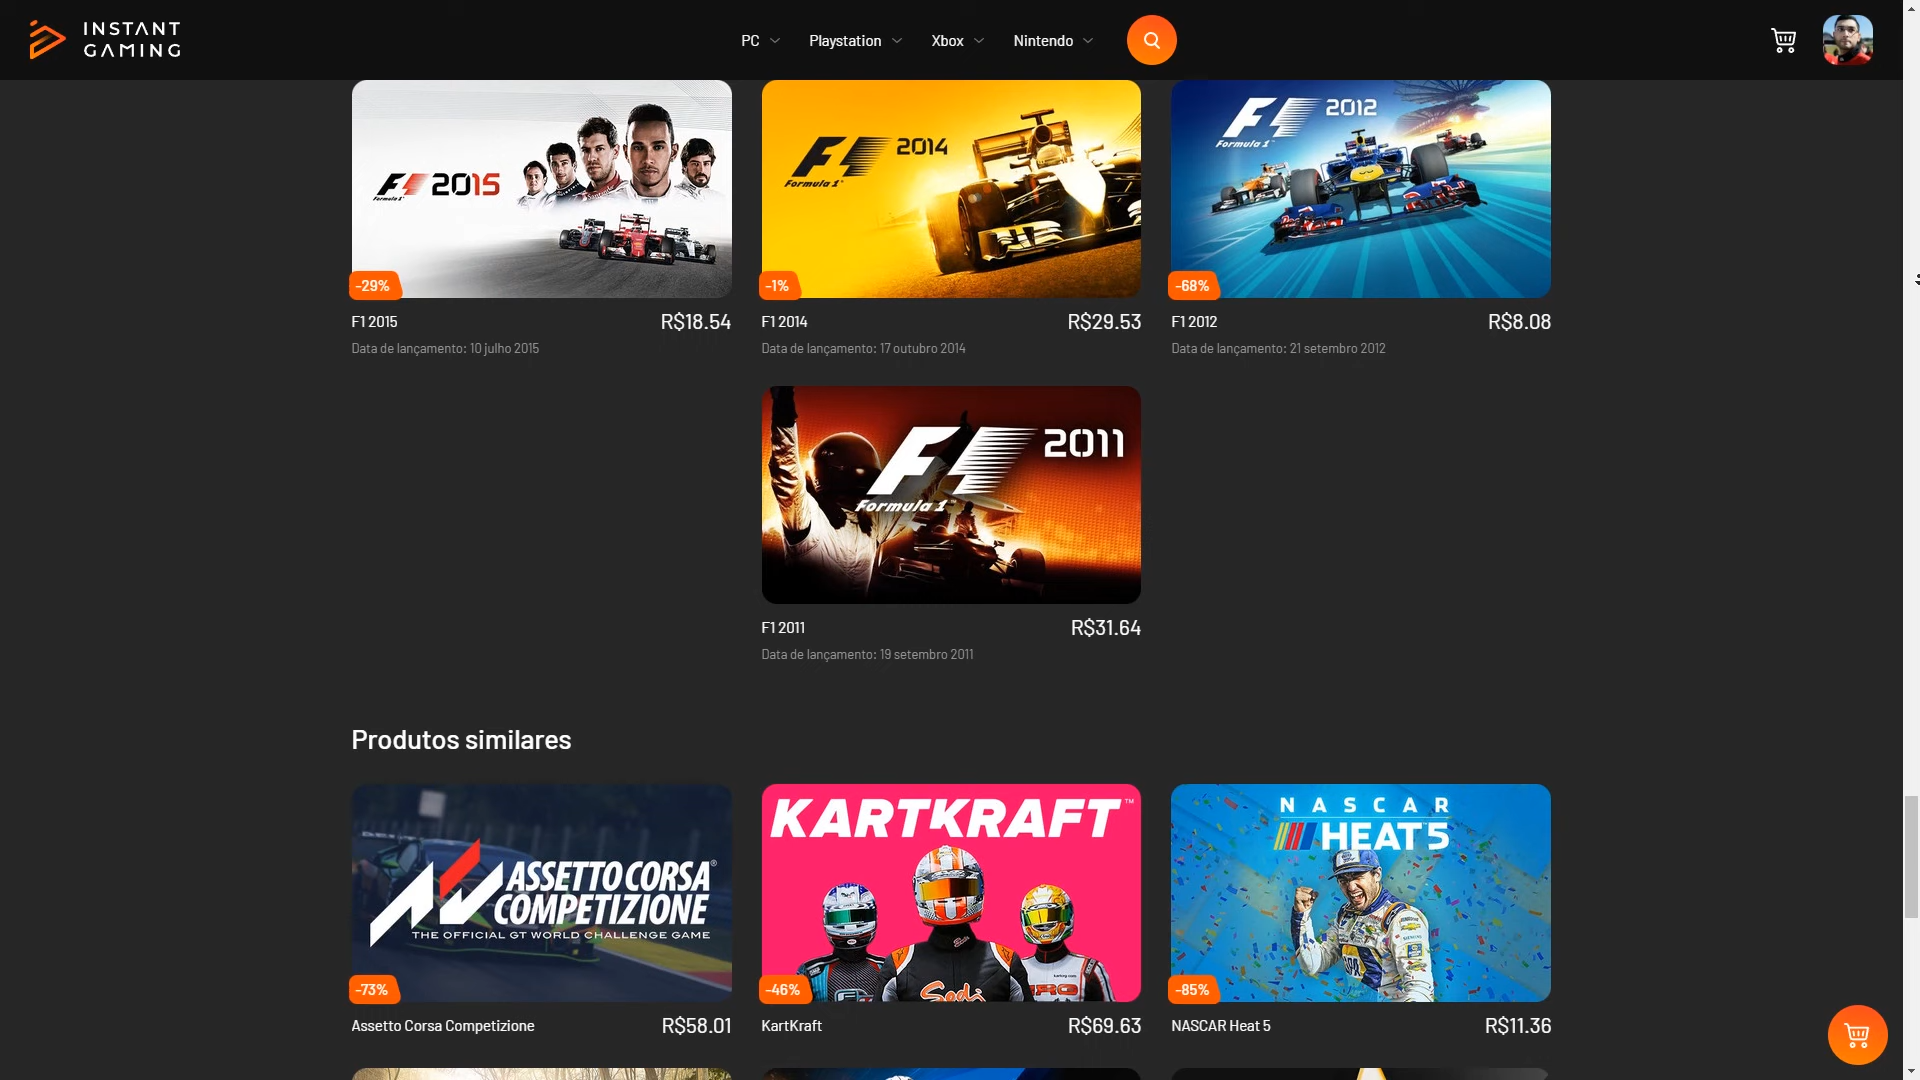 INSTANT
GAMING
PC
Playstation
Xbox
Nintendo
F1 2015
Formula 1
F1 2014
Formula 1
F1 2012
Formula 1
-29%
-1%
-68%
F1 2015
R$18.54
F1 2014
R$29.53
F1 2012
R$8.08
Data de lançamento: 10 julho 2015
Data de lançamento: 17 outubro 2014
Data de lançamento: 21 setembro 2012
F1 2011
Formula 1™
F1 2011
R$31.64
Data de lançamento: 19 setembro 2011
Produtos similares
ASSETTO CORSA®
COMPETIZIONE
THE OFFICIAL GT WORLD CHALLENGE GAME
KARTKRAFT™
Sodi
NASCAR
HEAT 5
NAPA
-73%
-46%
-85%
Assetto Corsa Competizione
R$58.01
KartKraft
R$69.63
NASCAR Heat 5
R$11.36